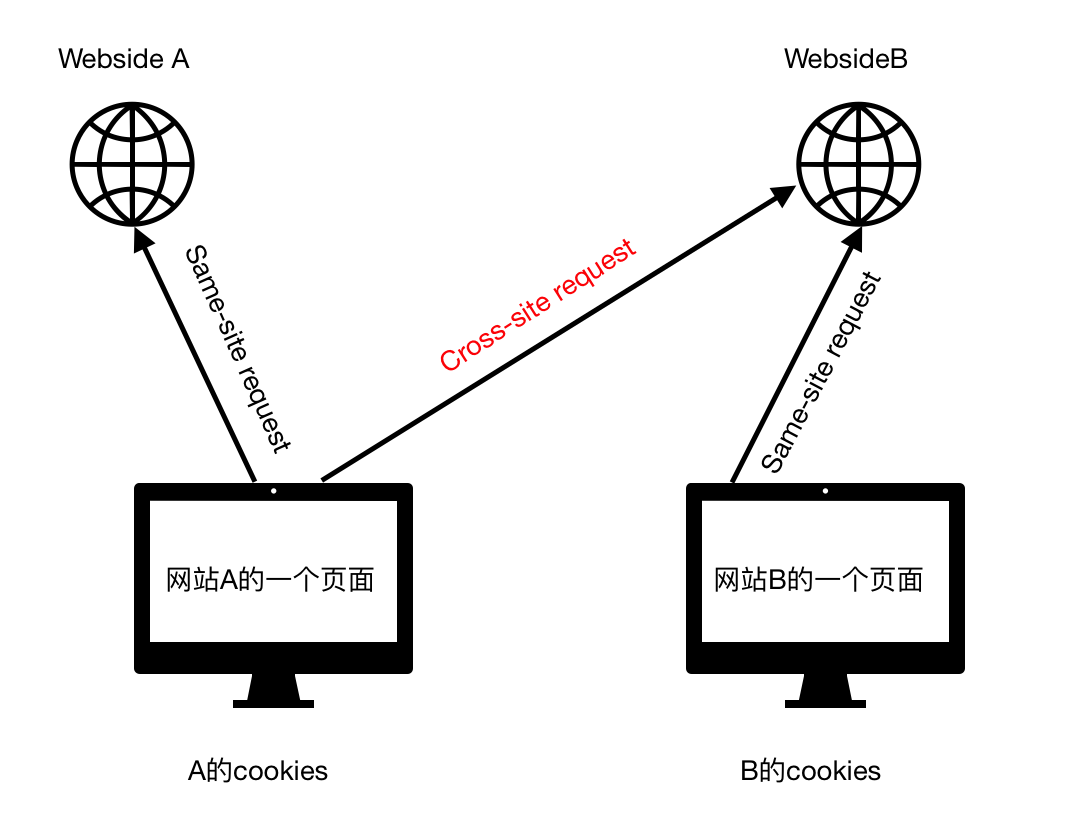 Webside A
WebsideB
Same-site request
Cross-site request
Same-site request
网站A的一个页面
网站B的一个页面
A的cookies
B的cookies